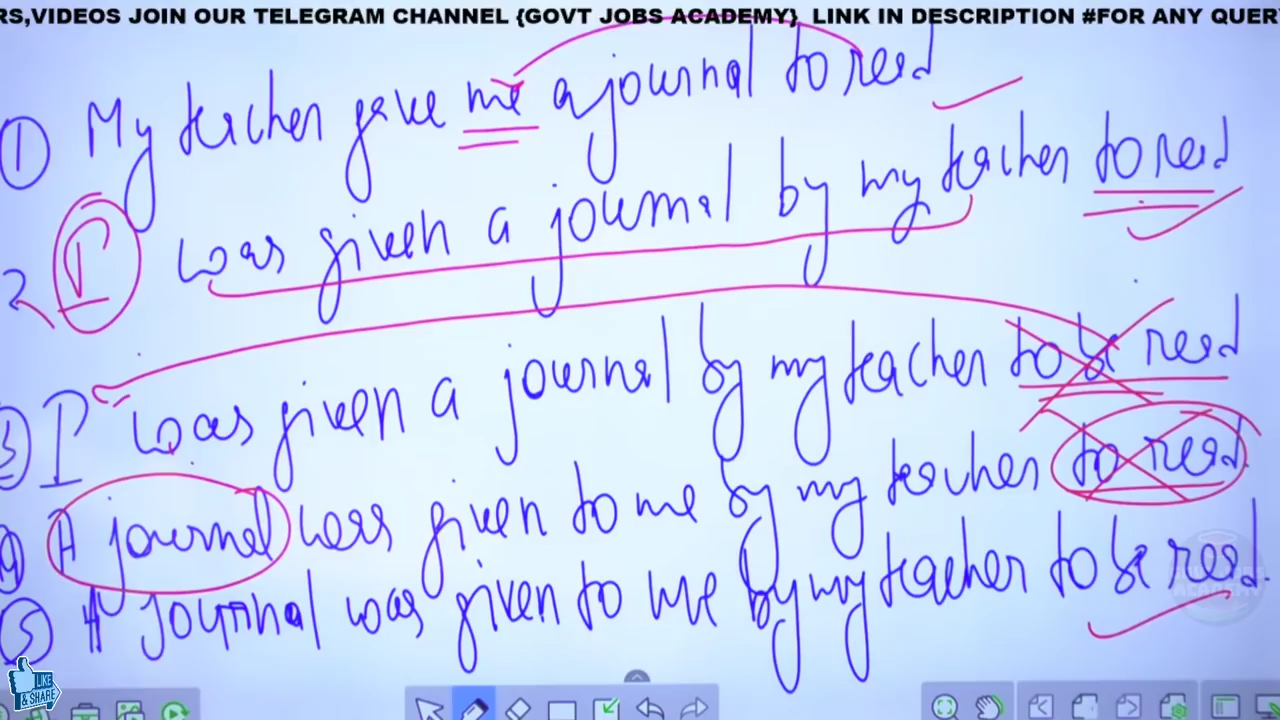 RS,VIDEOS JOIN OUR TELEGRAM CHANNEL {GOVT JOBS ACADEMY} LINK IN DESCRIPTION #FOR ANY QUER
① My teacher gave me a journal to read
2 I was given a journal by my teacher to read
③ I was given a journal by my teacher to be read
④ A journal was given to me by my teacher to read
⑤ A journal was given to me by my teacher to be read.
ACADEMY
LIKE
& SHARE